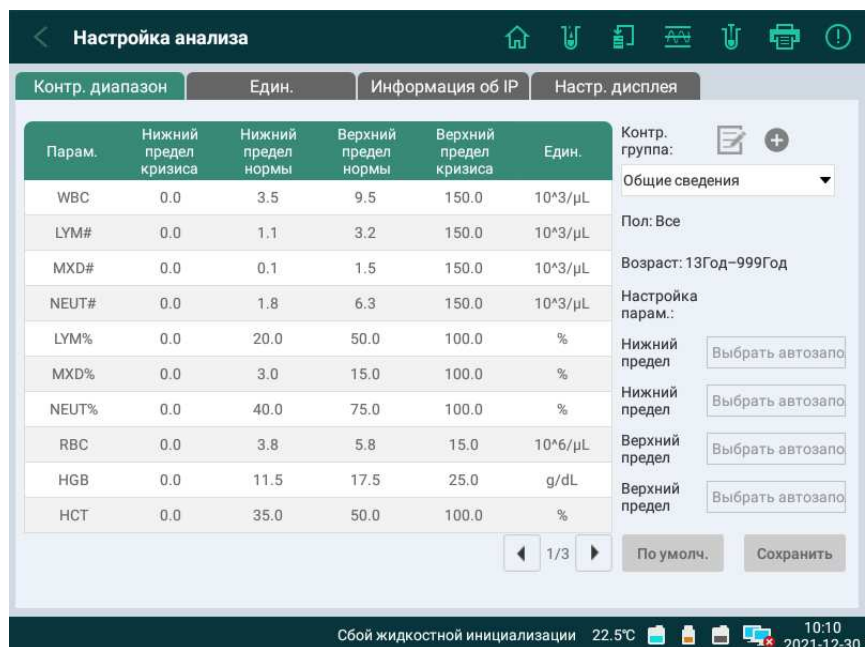 Настройка анализа
Контр. диапазон Един. Информация об IP Настр. дисплея
Парам. Нижний предел кризиса Нижний предел нормы Верхний предел нормы Верхний предел кризиса Един.
WBC 0.0 3.5 9.5 150.0 10^3/µL
LYM# 0.0 1.1 3.2 150.0 10^3/µL
MXD# 0.0 0.1 1.5 150.0 10^3/µL
NEUT# 0.0 1.8 6.3 150.0 10^3/µL
LYM% 0.0 20.0 50.0 100.0 %
MXD% 0.0 3.0 15.0 100.0 %
NEUT% 0.0 40.0 75.0 100.0 %
RBC 0.0 3.8 5.8 15.0 10^6/µL
HGB 0.0 11.5 17.5 25.0 g/dL
HCT 0.0 35.0 50.0 100.0 %
1/3
Контр.
группа:
Общие сведения
Пол: Все
Возраст: 13Год–999Год
Настройка
парам.:
Нижний
предел
Выбрать автозапо
Нижний
предел
Выбрать автозапо
Верхний
предел
Выбрать автозапо
Верхний
предел
Выбрать автозапо
По умолч. Сохранить
Сбой жидкостной инициализации 22.5℃
10:10
2021-12-30